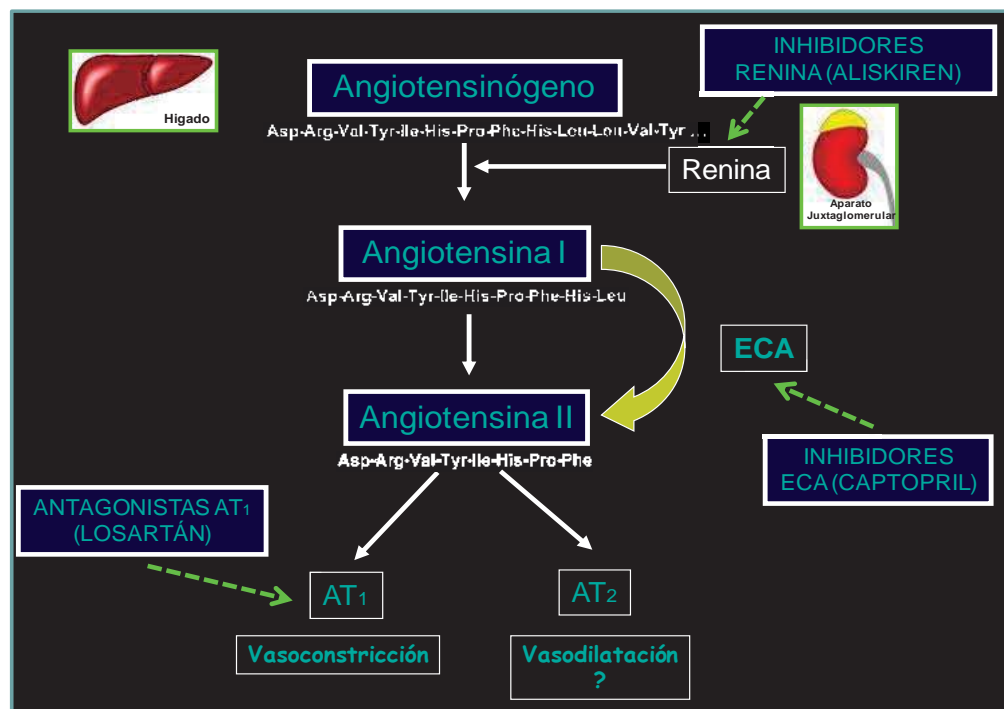 INHIBIDORES
RENINA (ALISKIREN)
Hígado
Angiotensinógeno
Asp-Arg-Val-Tyr-Ile-His-Pro-Phe-His-Leu-Leu-Val-Tyr ...
Renina
Aparato
Juxtaglomerular
Angiotensina I
Asp-Arg-Val-Tyr-Ile-His-Pro-Phe-His-Leu
ECA
Angiotensina II
Asp-Arg-Val-Tyr-Ile-His-Pro-Phe
INHIBIDORES
ECA (CAPTOPRIL)
ANTAGONISTAS AT1
(LOSARTÁN)
AT1
AT2
Vasoconstricción
Vasodilatación
?